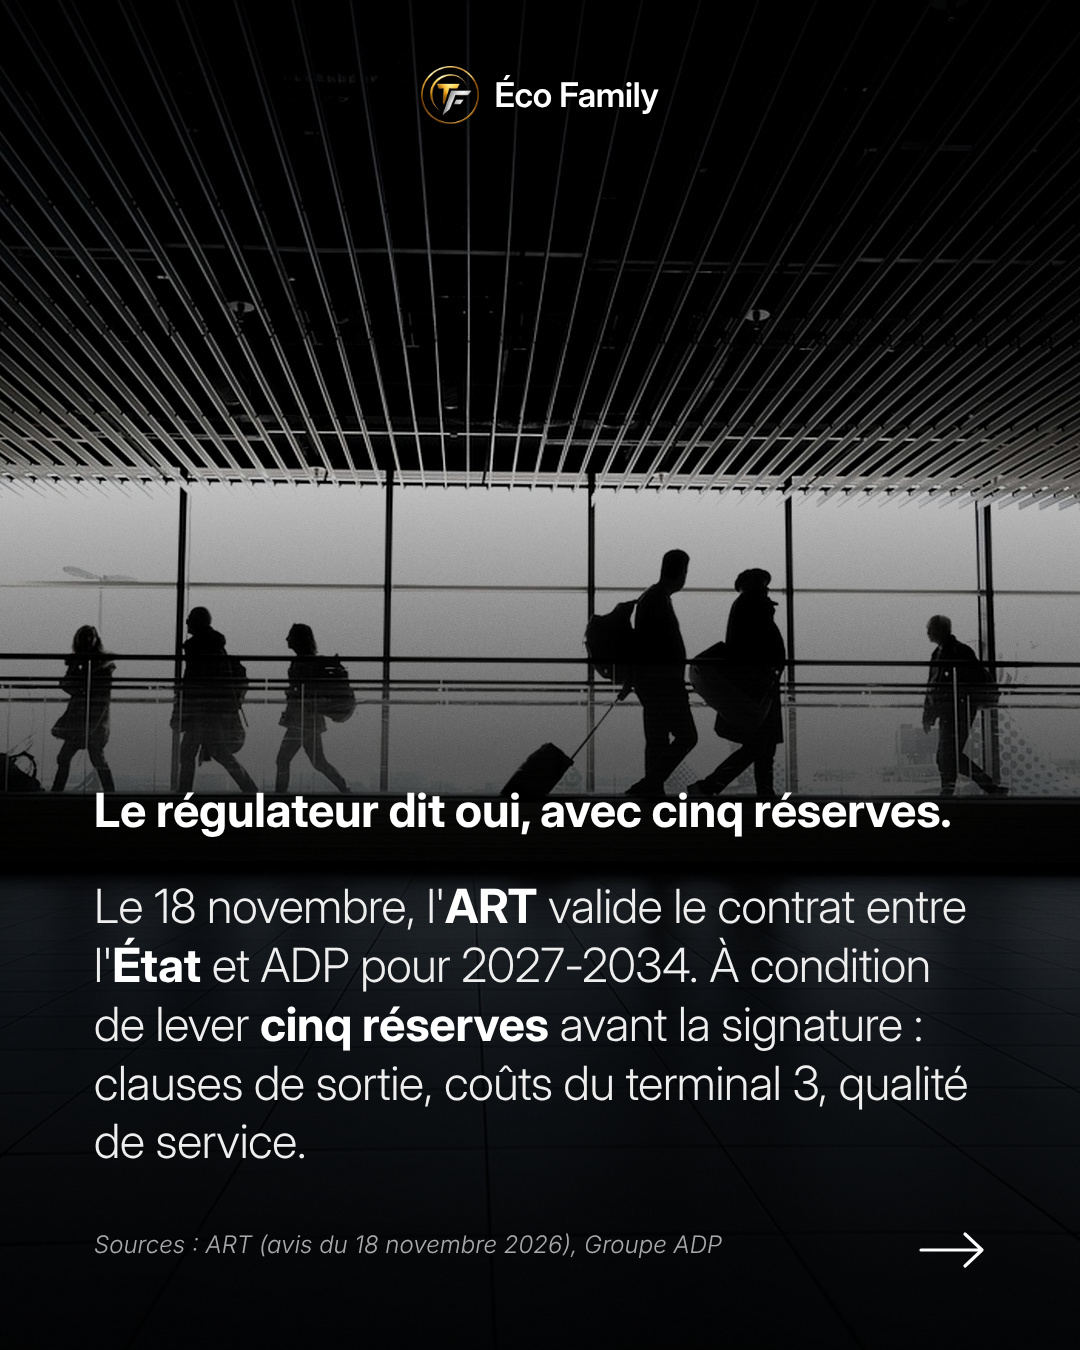 TF Éco Family
Le régulateur dit oui, avec cinq réserves.
Le 18 novembre, l'ART valide le contrat entre
l'État et ADP pour 2027-2034. À condition
de lever cinq réserves avant la signature :
clauses de sortie, coûts du terminal 3, qualité
de service.
Sources : ART (avis du 18 novembre 2026), Groupe ADP